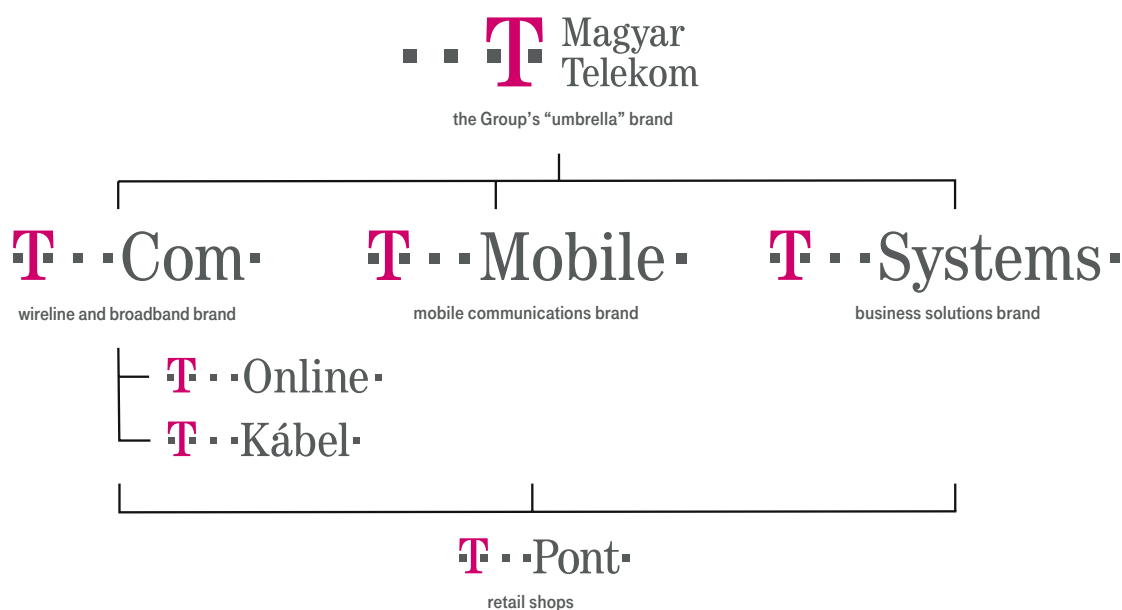 T Magyar
Telekom
the Group's “umbrella” brand
T Com
wireline and broadband brand
T Mobile
mobile communications brand
T Systems
business solutions brand
T Online
T Kábel
T Pont
retail shops